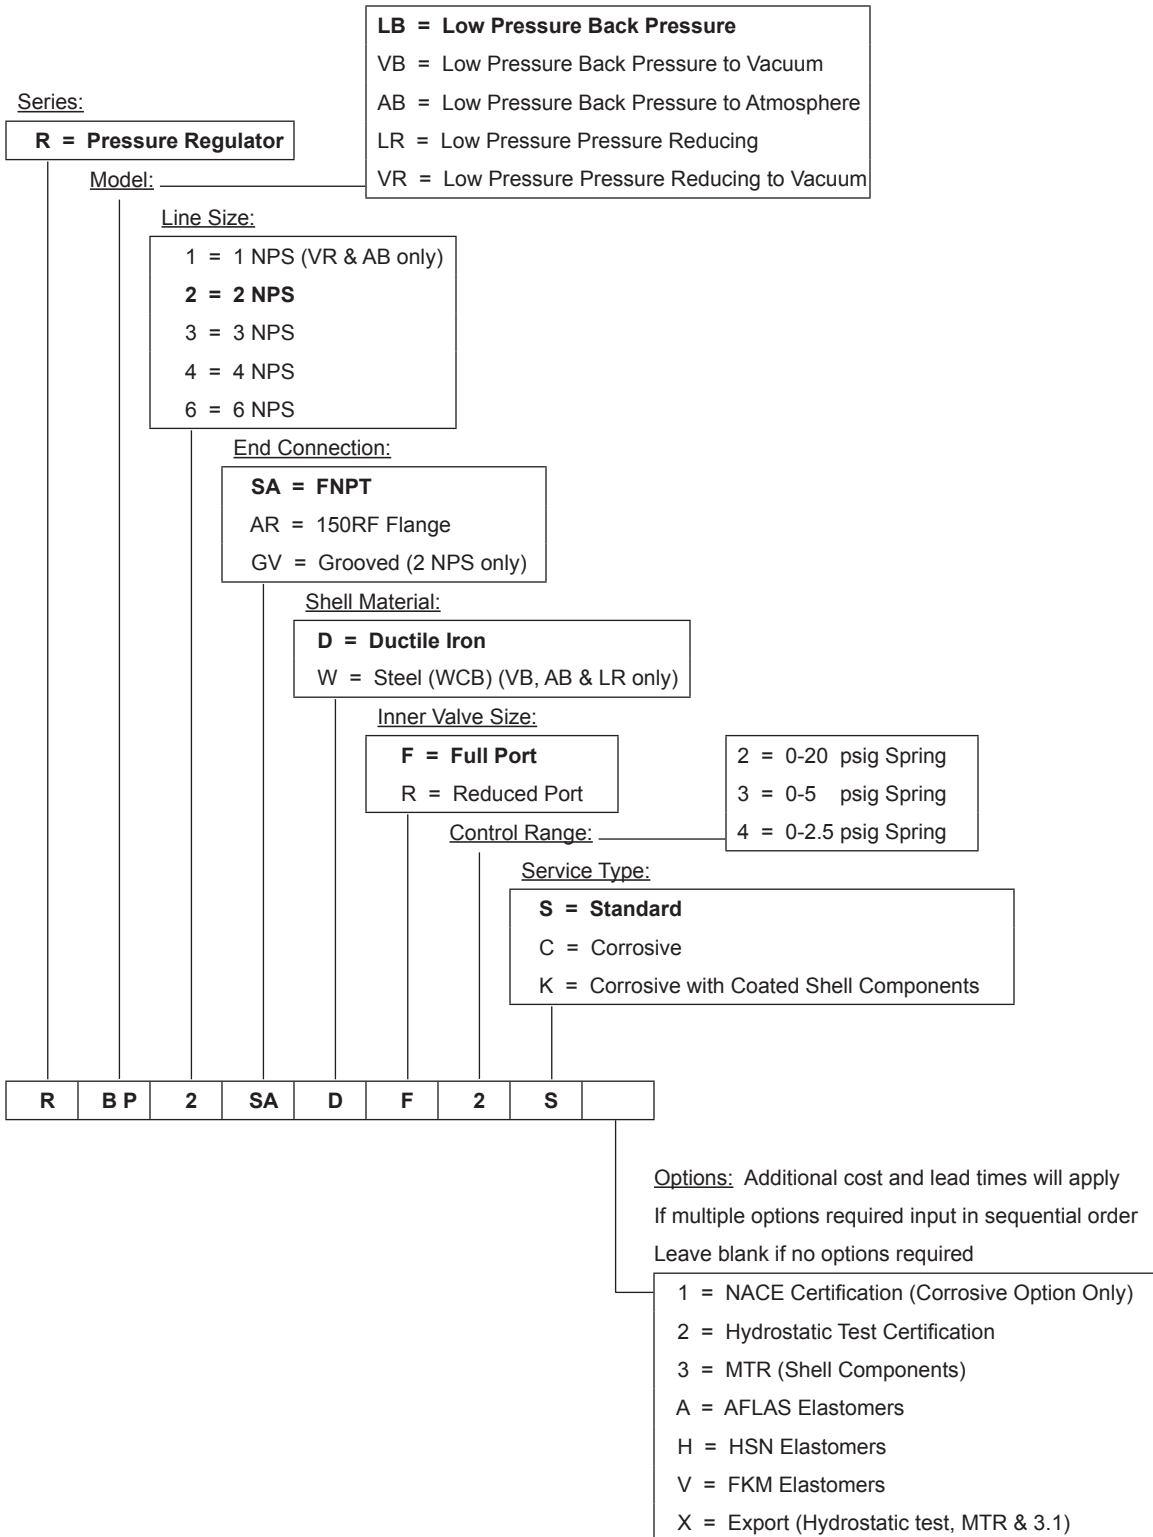 LB = Low Pressure Back Pressure
VB = Low Pressure Back Pressure to Vacuum
AB = Low Pressure Back Pressure to Atmosphere
LR = Low Pressure Pressure Reducing
VR = Low Pressure Pressure Reducing to Vacuum
Series:
R = Pressure Regulator
Model:
Line Size:
1 = 1 NPS (VR & AB only)
2 = 2 NPS
3 = 3 NPS
4 = 4 NPS
6 = 6 NPS
End Connection:
SA = FNPT
AR = 150RF Flange
GV = Grooved (2 NPS only)
Shell Material:
D = Ductile Iron
W = Steel (WCB) (VB, AB & LR only)
Inner Valve Size:
F = Full Port
R = Reduced Port
2 = 0-20 psig Spring
3 = 0-5 psig Spring
4 = 0-2.5 psig Spring
Control Range:
Service Type:
S = Standard
C = Corrosive
K = Corrosive with Coated Shell Components
R B P 2 SA D F 2 S
Options: Additional cost and lead times will apply
If multiple options required input in sequential order
Leave blank if no options required
1 = NACE Certification (Corrosive Option Only)
2 = Hydrostatic Test Certification
3 = MTR (Shell Components)
A = AFLAS Elastomers
H = HSN Elastomers
V = FKM Elastomers
X = Export (Hydrostatic test, MTR & 3.1)